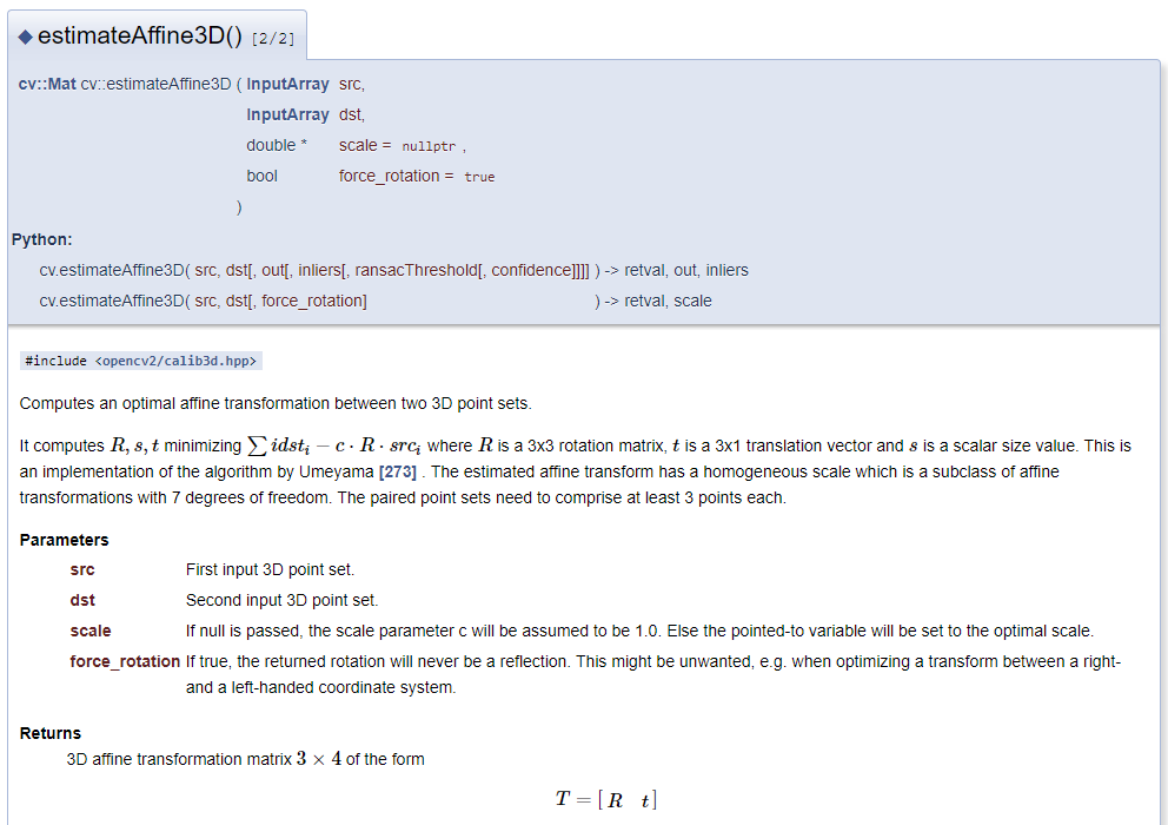 ◆ estimateAffine3D() [2/2]
cv::Mat cv::estimateAffine3D ( InputArray src,
InputArray dst,
double * scale = nullptr ,
bool force_rotation = true
)
Python:
cv.estimateAffine3D( src, dst[, out[, inliers[, ransacThreshold[, confidence]]]] ) -> retval, out, inliers
cv.estimateAffine3D( src, dst[, force_rotation] ) -> retval, scale
#include <opencv2/calib3d.hpp>
Computes an optimal affine transformation between two 3D point sets.
It computes R, s, t minimizing ∑ idst_i − c · R · src_i where R is a 3x3 rotation matrix, t is a 3x1 translation vector and s is a scalar size value. This is
an implementation of the algorithm by Umeyama [273] . The estimated affine transform has a homogeneous scale which is a subclass of affine
transformations with 7 degrees of freedom. The paired point sets need to comprise at least 3 points each.
Parameters
src First input 3D point set.
dst Second input 3D point set.
scale If null is passed, the scale parameter c will be assumed to be 1.0. Else the pointed-to variable will be set to the optimal scale.
force_rotation If true, the returned rotation will never be a reflection. This might be unwanted, e.g. when optimizing a transform between a right-
and a left-handed coordinate system.
Returns
3D affine transformation matrix 3 × 4 of the form
T = [ R t ]